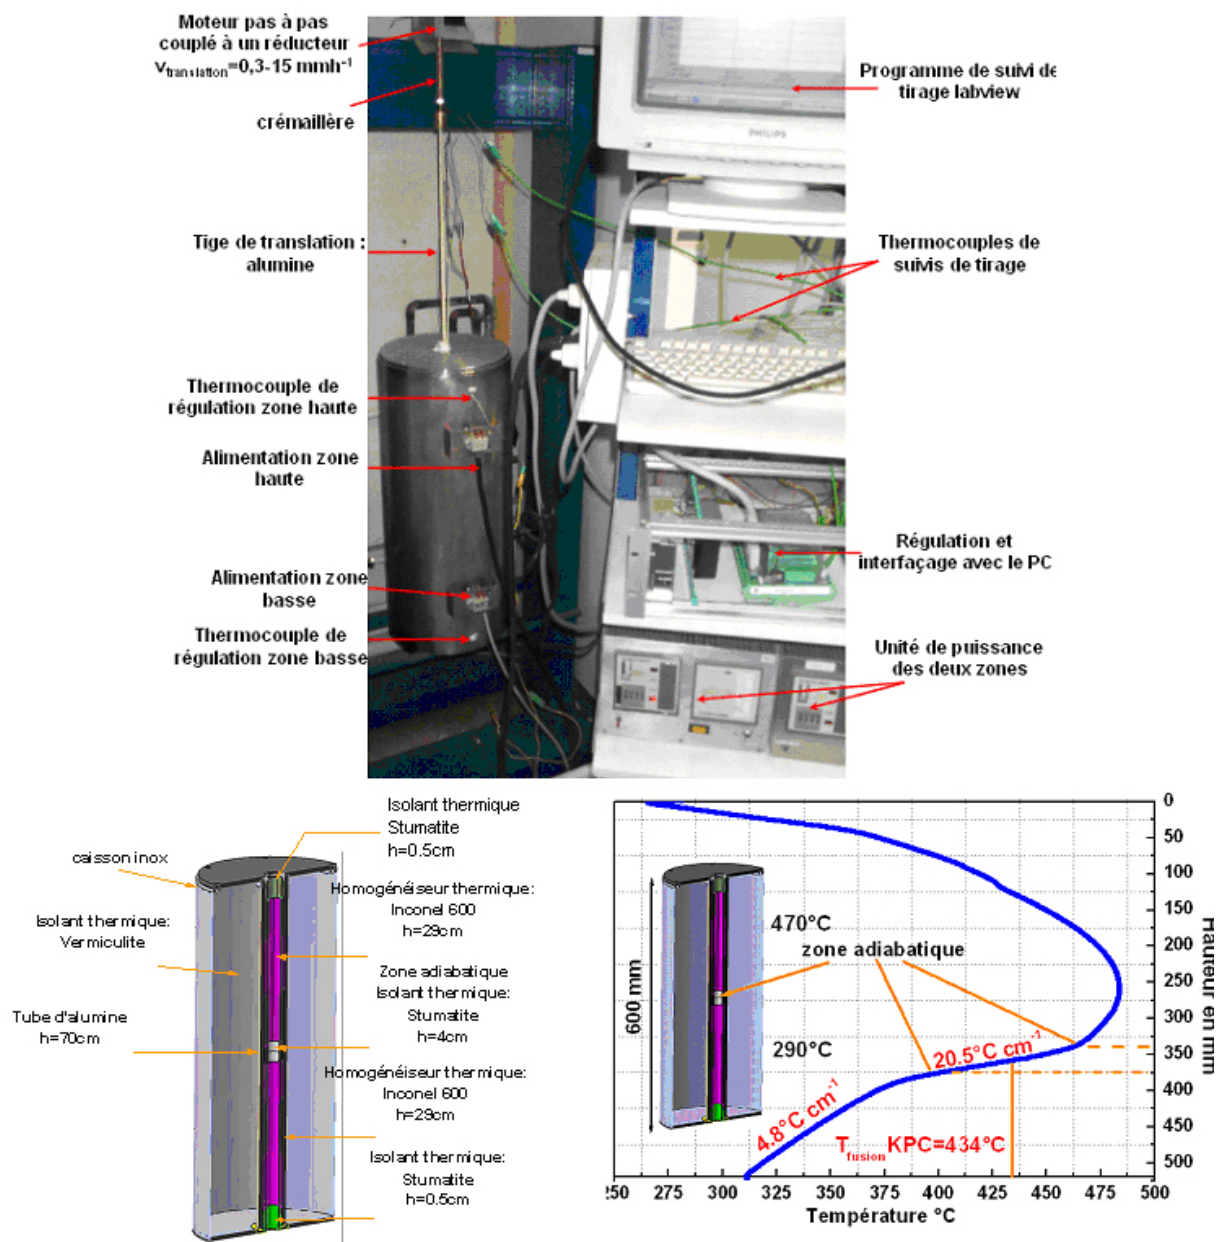 Moteur pas à pas
couplé à un réducteur
vtranslation=0,3-15 mmh-1
crémaillère
Tige de translation :
alumine
Thermocouple de
régulation zone haute
Alimentation zone
haute
Alimentation zone
basse
Thermocouple de
régulation zone basse
Programme de suivi de
tirage labview
PHILIPS
Thermocouples de
suivis de tirage
Régulation et
interfaçage avec le PC
Unité de puissance
des deux zones
caisson inox
Isolant thermique:
Vermiculite
Tube d'alumine
h=70cm
Isolant thermique
Stumatite
h=0.5cm
Homogénéiseur thermique:
Inconel 600
h=29cm
Zone adiabatique
Isolant thermique:
Stumatite
h=4cm
Homogénéiseur thermique:
Inconel 600
h=29cm
Isolant thermique:
Stumatite
h=0.5cm
600 mm
470°C
zone adiabatique
290°C
20.5°C cm-1
4.8°C cm-1
Tfusion KPC=434°C
0
50
100
150
200
250
300
350
400
450
500
Hauneur en mm
250 275 300 325 350 375 400 425 450 475 500
Température °C